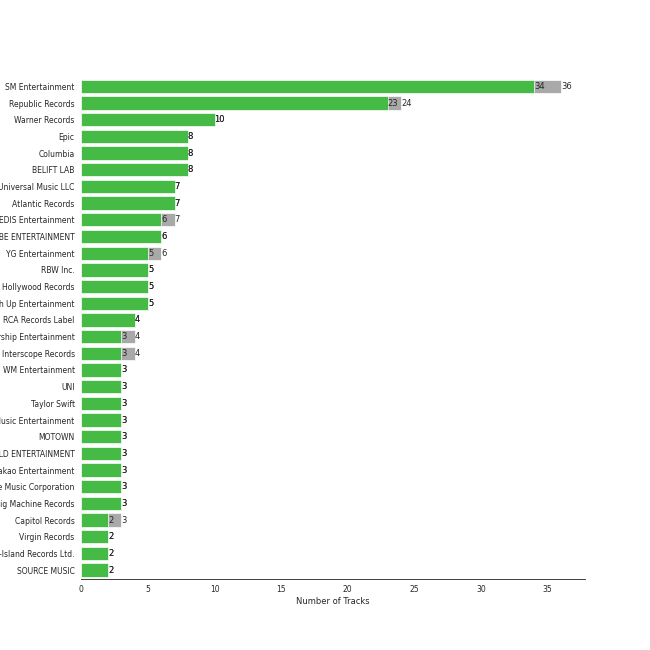 SM Entertainment 34 36
Republic Records 23 24
Warner Records 10
Epic 8
Columbia 8
BELIFT LAB 8
Universal Music LLC 7
Atlantic Records 7
EDIS Entertainment 6 7
BE ENTERTAINMENT 6
YG Entertainment 5 6
RBW Inc. 5
Hollywood Records 5
h Up Entertainment 5
RCA Records Label 4
rship Entertainment 3 4
Interscope Records 3 4
WM Entertainment 3
UNI 3
Taylor Swift 3
usic Entertainment 3
MOTOWN 3
LD ENTERTAINMENT 3
akao Entertainment 3
e Music Corporation 3
ig Machine Records 3
Capitol Records 2 3
Virgin Records 2
-Island Records Ltd. 2
SOURCE MUSIC 2
0 5 10 15 20 25 30 35
Number of Tracks